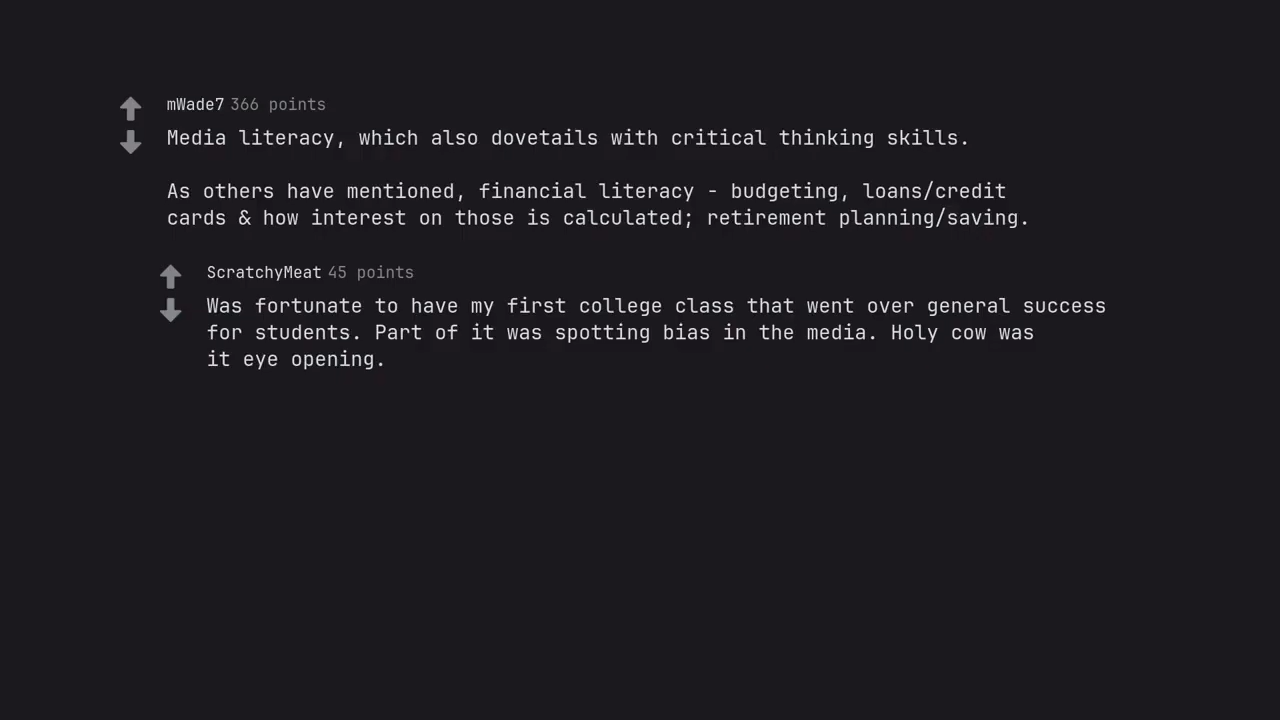 mWade7 366 points
Media literacy, which also dovetails with critical thinking skills.
As others have mentioned, financial literacy - budgeting, loans/credit
cards & how interest on those is calculated; retirement planning/saving.
ScratchyMeat 45 points
Was fortunate to have my first college class that went over general success
for students. Part of it was spotting bias in the media. Holy cow was
it eye opening.